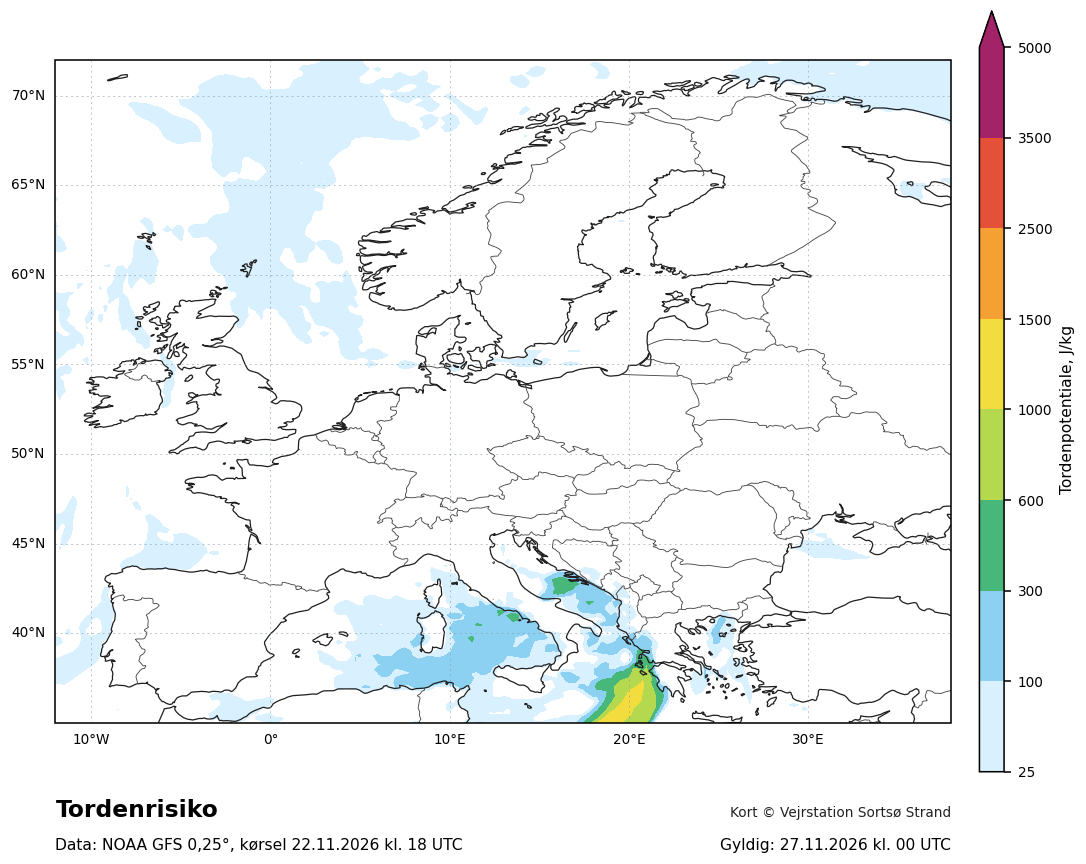 70°N
65°N
60°N
55°N
50°N
45°N
40°N
10°W
0°
10°E
20°E
30°E
5000
3500
2500
1500
1000
600
300
100
25
Tordenpotentiale, J/kg
Tordenrisiko
Kort © Vejrstation Sortsø Strand
Data: NOAA GFS 0,25°, kørsel 22.11.2026 kl. 18 UTC
Gyldig: 27.11.2026 kl. 00 UTC